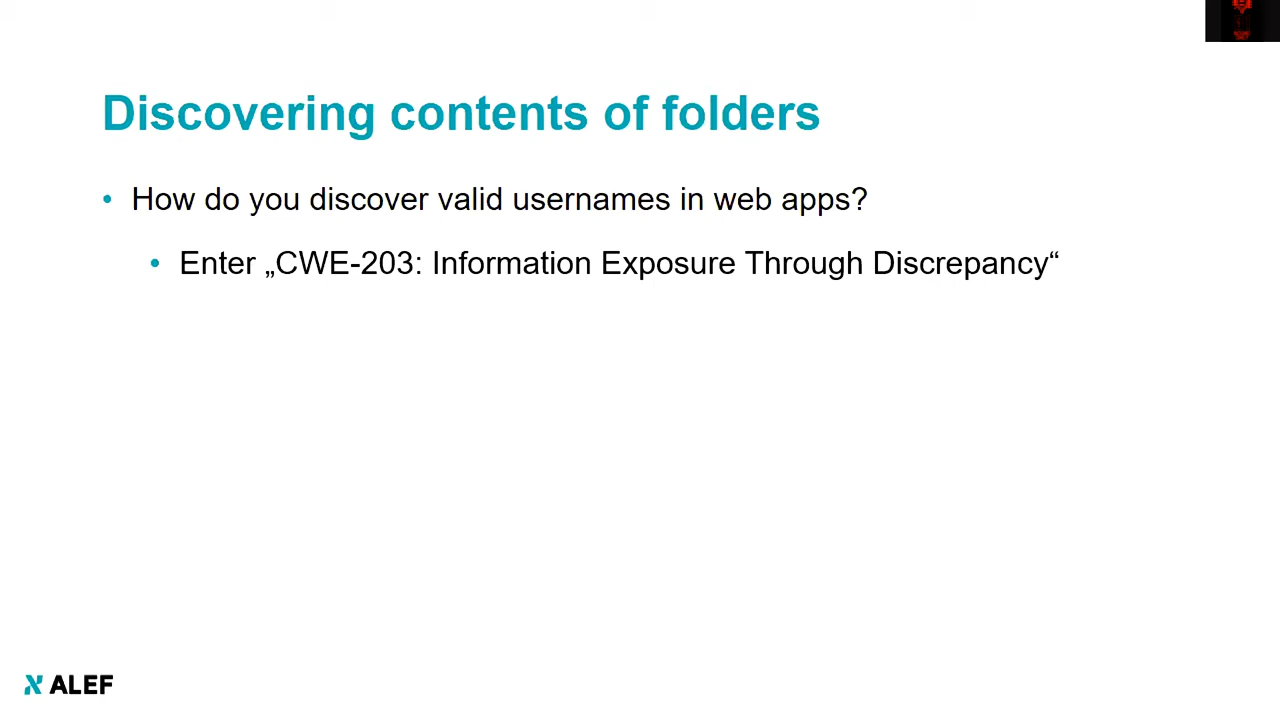 Discovering contents of folders
• How do you discover valid usernames in web apps?
• Enter „CWE-203: Information Exposure Through Discrepancy“
ALEF